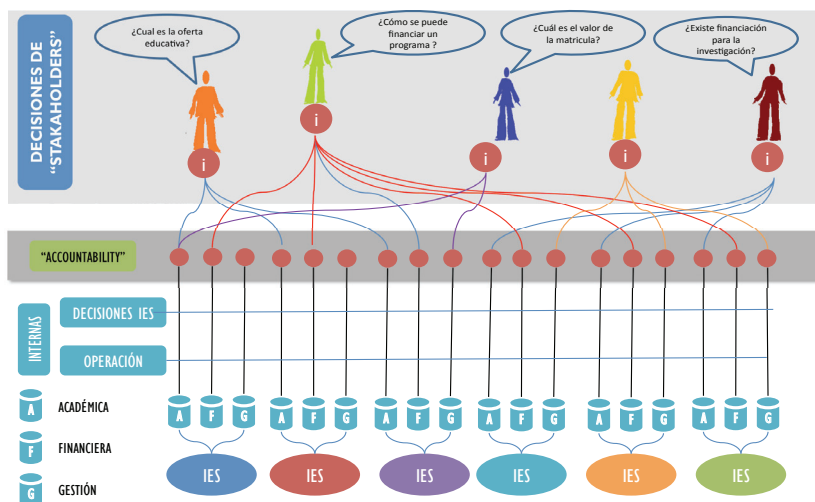 ¿Cual es la oferta
educativa?
¿Cómo se puede
financiar un
programa ?
¿Cuál es el valor de
la matricula?
¿Existe financiación
para la
investigación?
DECISIONES DE
“STAKAHOLDERS”
i
i
i
i
i
“ACCOUNTABILITY”
INTERNAS
DECISIONES IES
OPERACIÓN
A ACADÉMICA
F FINANCIERA
G GESTIÓN
A F G A F G A F G A F G A F G A F G
IES IES IES IES IES IES